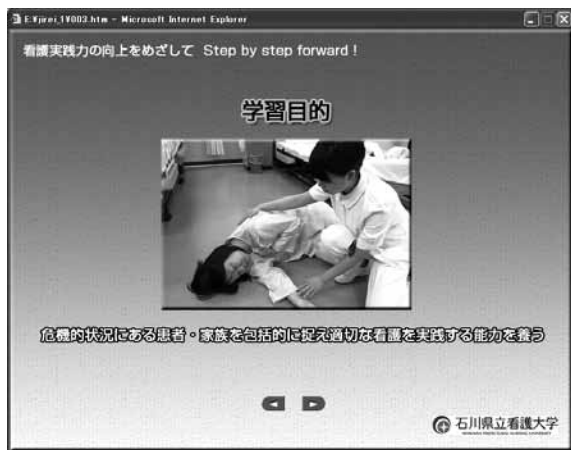 E:¥jirei_1¥003.htm - Microsoft Internet Explorer
看護実践力の向上をめざして Step by step forward！
学習目的
危機的状況にある患者・家族を包括的に捉え適切な看護を実践する能力を養う
石川県立看護大学